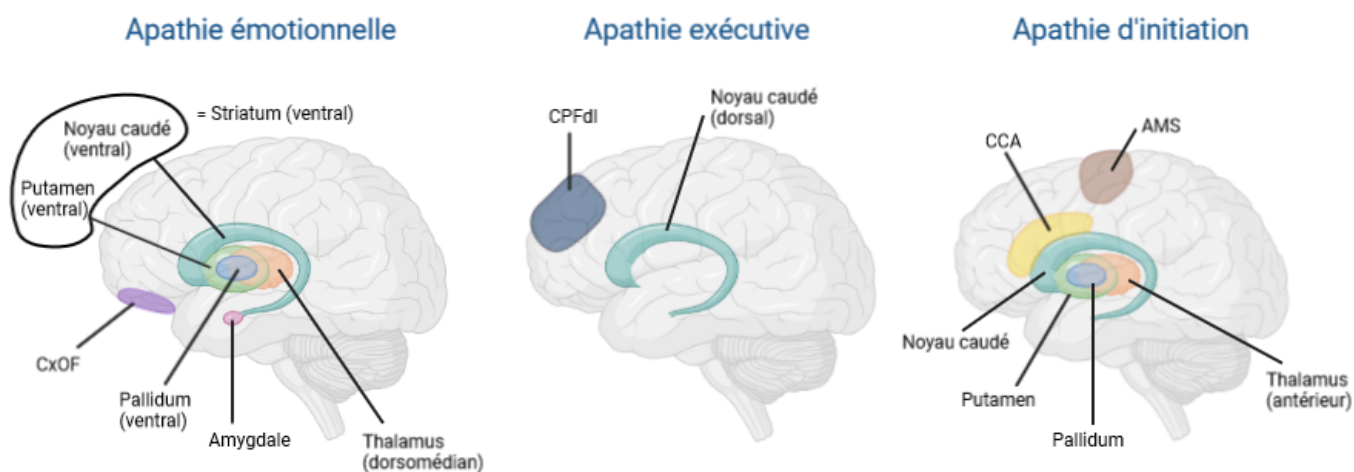 Apathie émotionnelle
Noyau caudé
(ventral)
= Striatum (ventral)
Putamen
(ventral)
CxOF
Pallidum
(ventral)
Amygdale
Thalamus
(dorsomédian)
Apathie exécutive
CPFdl
Noyau caudé
(dorsal)
Apathie d'initiation
CCA
AMS
Noyau caudé
Putamen
Pallidum
Thalamus
(antérieur)